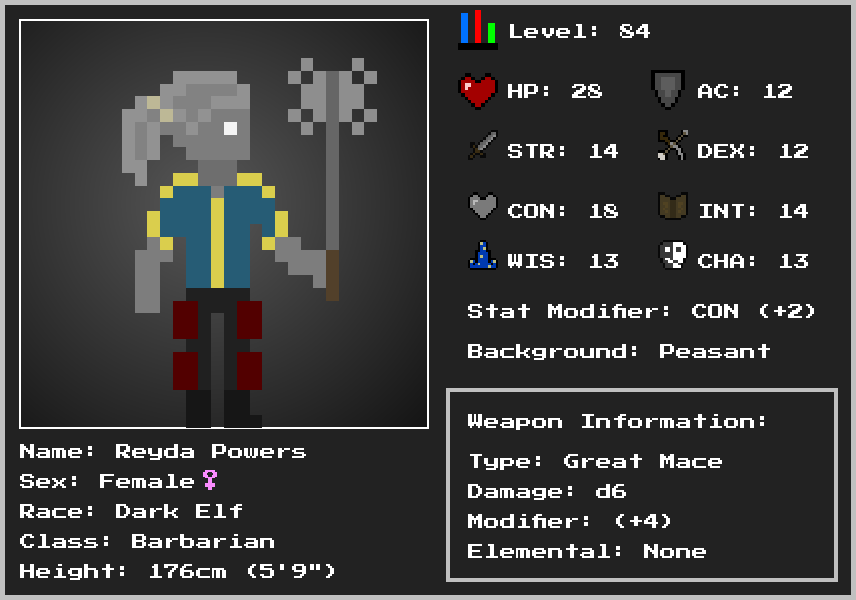 Level: 84
HP: 28
AC: 12
STR: 14
DEX: 12
CON: 18
INT: 14
WIS: 13
CHA: 13
Stat Modifier: CON (+2)
Background: Peasant
Weapon Information:
Type: Great Mace
Damage: d6
Modifier: (+4)
Elemental: None
Name: Reyda Powers
Sex: Female♀
Race: Dark Elf
Class: Barbarian
Height: 176cm (5'9")